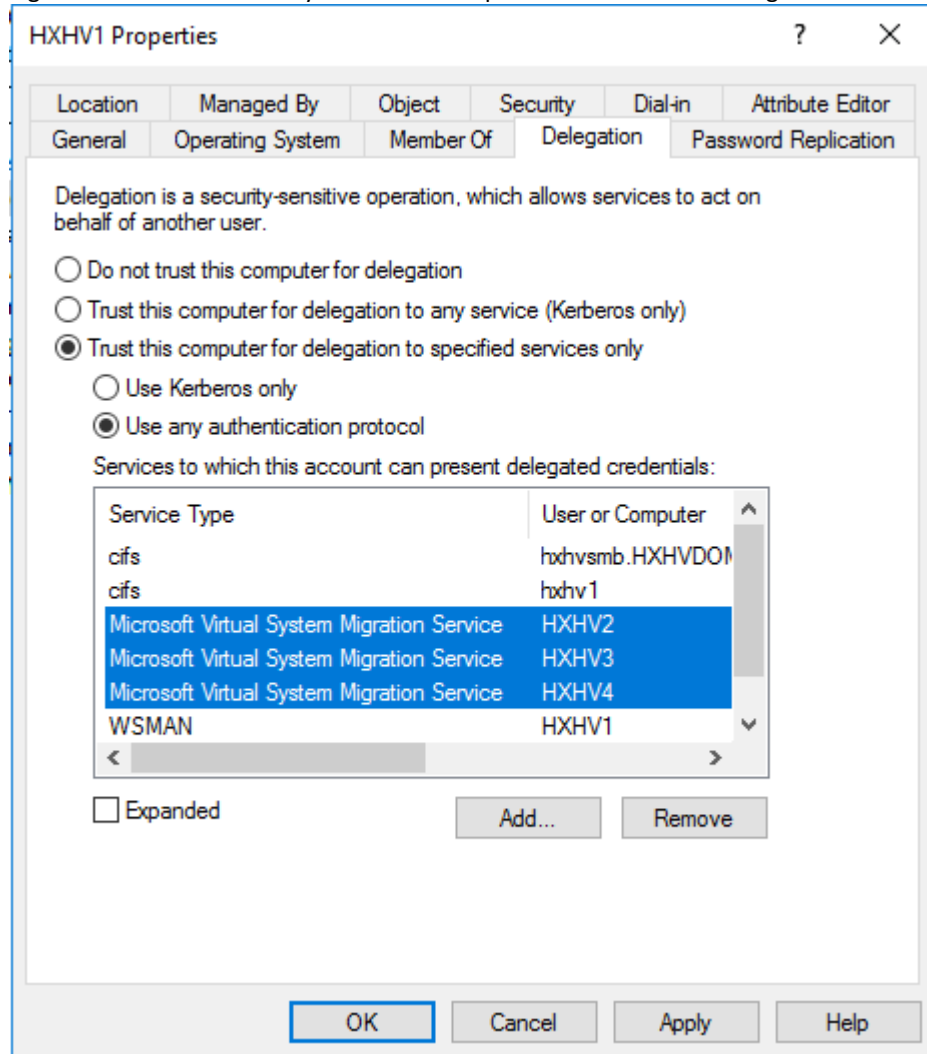 HXHV1 Properties ? ×
Location Managed By Object Security Dial-in Attribute Editor
General Operating System Member Of Delegation Password Replication
Delegation is a security-sensitive operation, which allows services to act on
behalf of another user.
Do not trust this computer for delegation
Trust this computer for delegation to any service (Kerberos only)
Trust this computer for delegation to specified services only
Use Kerberos only
Use any authentication protocol
Services to which this account can present delegated credentials:
Service Type User or Computer
cifs hxhvsmb.HXHVDOM
cifs hxhv1
Microsoft Virtual System Migration Service HXHV2
Microsoft Virtual System Migration Service HXHV3
Microsoft Virtual System Migration Service HXHV4
WSMAN HXHV1
Expanded Add... Remove
OK Cancel Apply Help